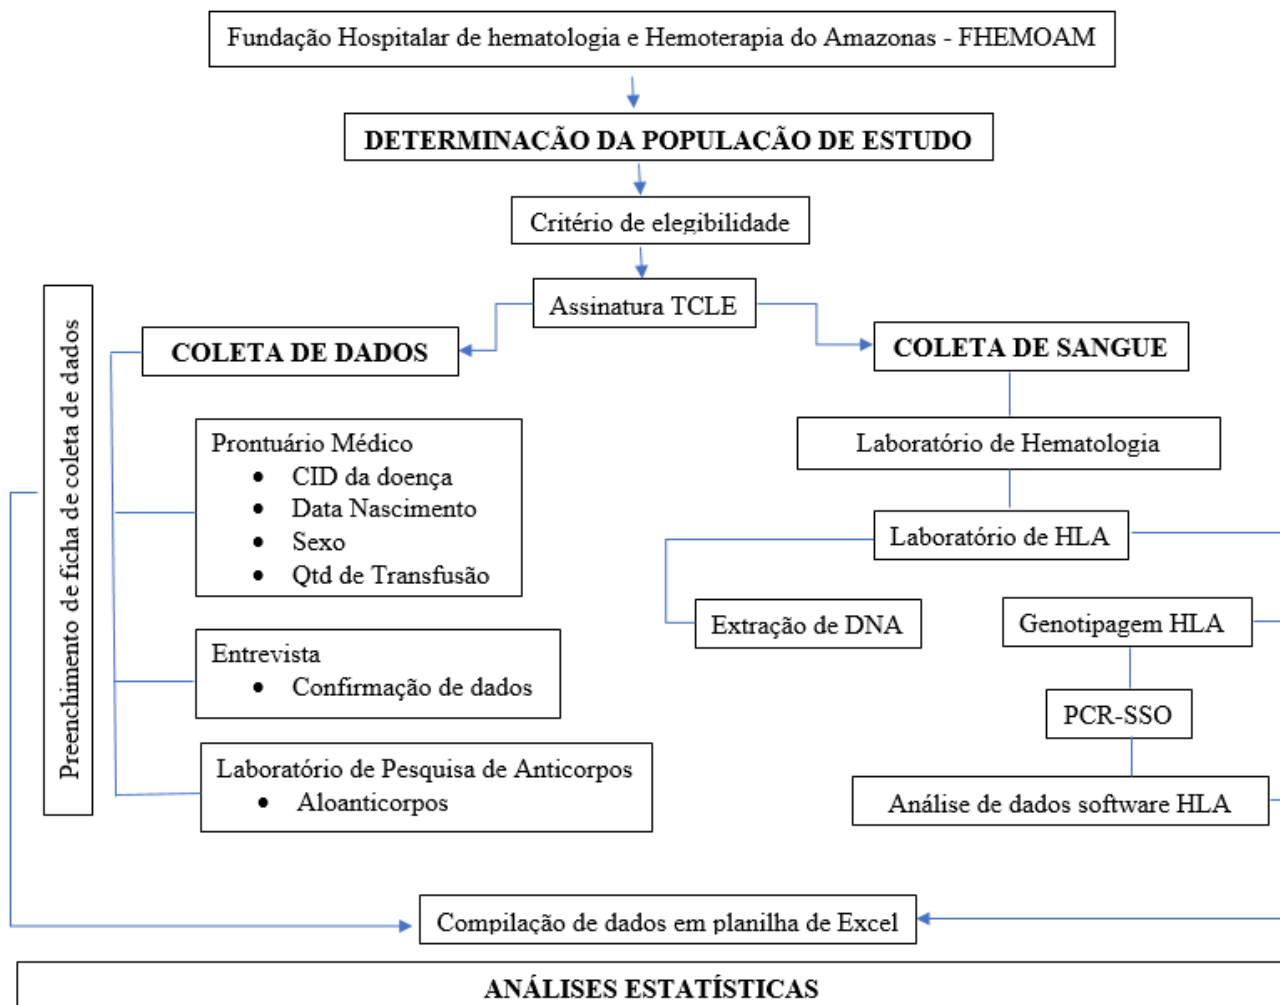 Fundação Hospitalar de hematologia e Hemoterapia do Amazonas - FHEMOAM
DETERMINAÇÃO DA POPULAÇÃO DE ESTUDO
Critério de elegibilidade
Assinatura TCLE
Preenchimento de ficha de coleta de dados
COLETA DE DADOS
Prontuário Médico
• CID da doença
• Data Nascimento
• Sexo
• Qtd de Transfusão
Entrevista
• Confirmação de dados
Laboratório de Pesquisa de Anticorpos
• Aloanticorpos
COLETA DE SANGUE
Laboratório de Hematologia
Laboratório de HLA
Extração de DNA
Genotipagem HLA
PCR-SSO
Análise de dados software HLA
Compilação de dados em planilha de Excel
ANÁLISES ESTATÍSTICAS